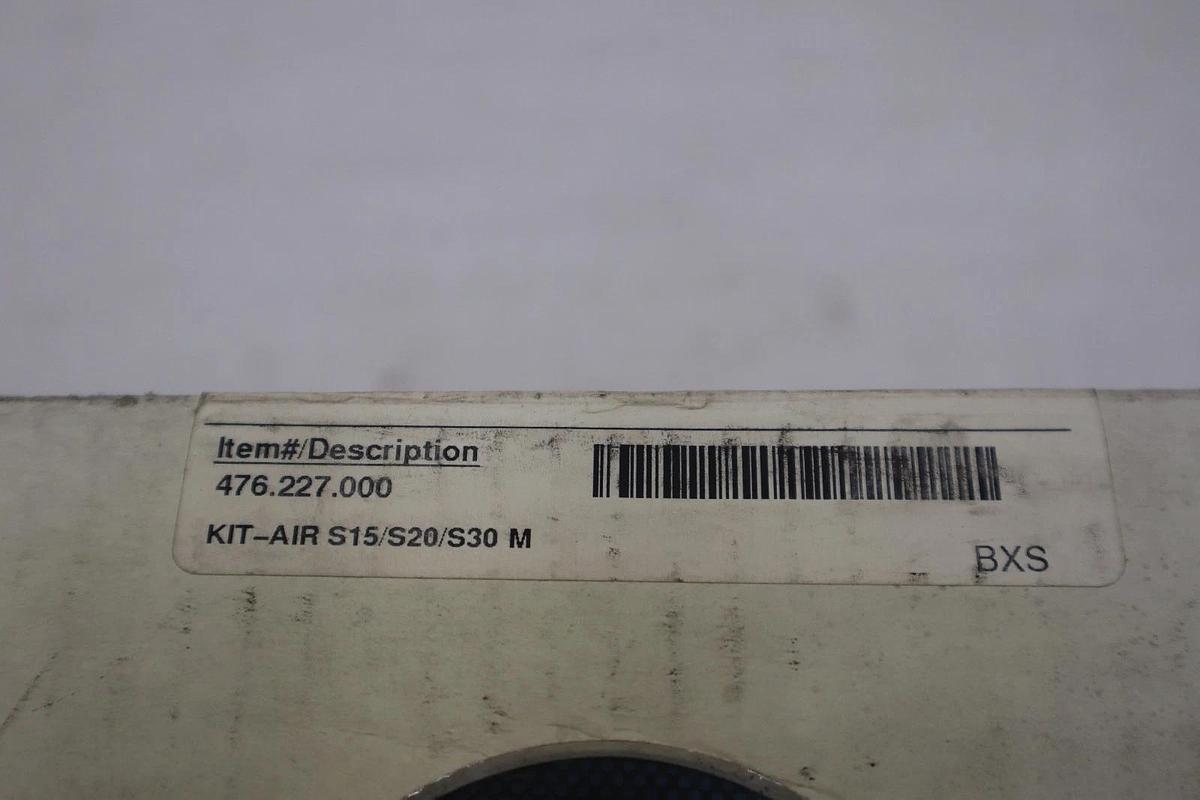 Item#/Description
476.227.000
KIT-AIR S15/S20/S30 M
BXS